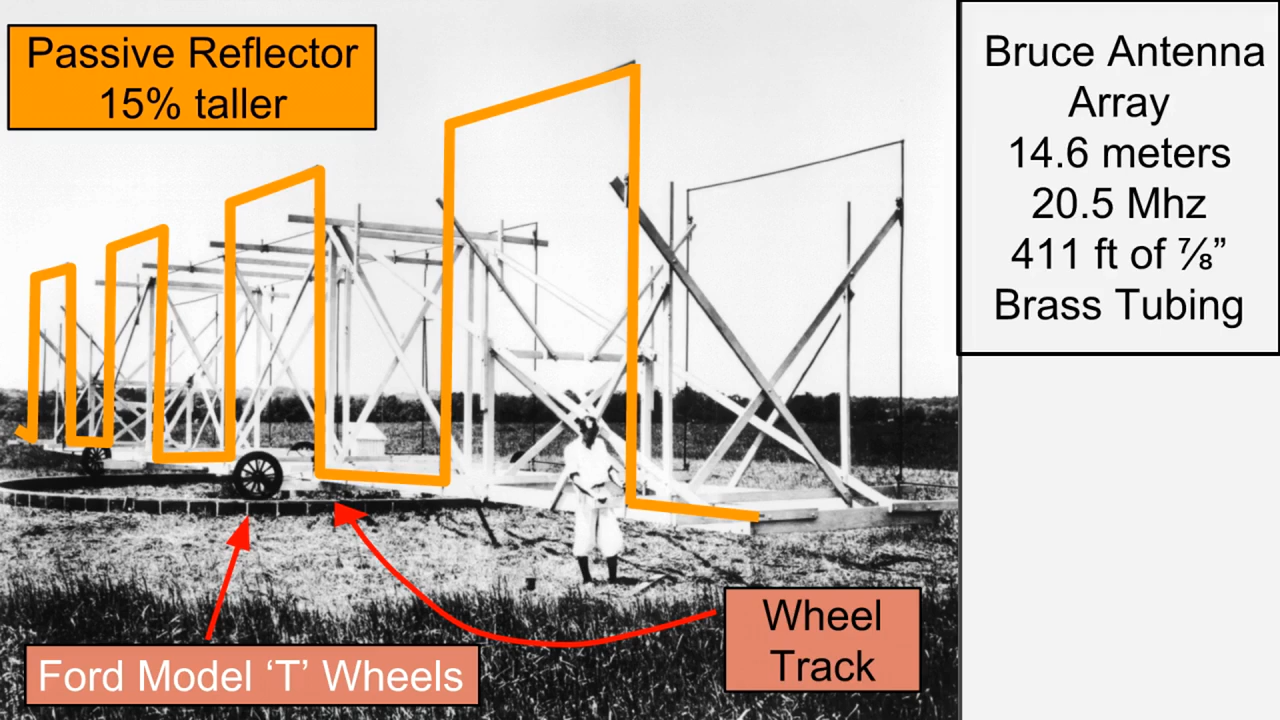 Passive Reflector
15% taller
Bruce Antenna
Array
14.6 meters
20.5 Mhz
411 ft of ⅞”
Brass Tubing
Wheel
Track
Ford Model ‘T’ Wheels